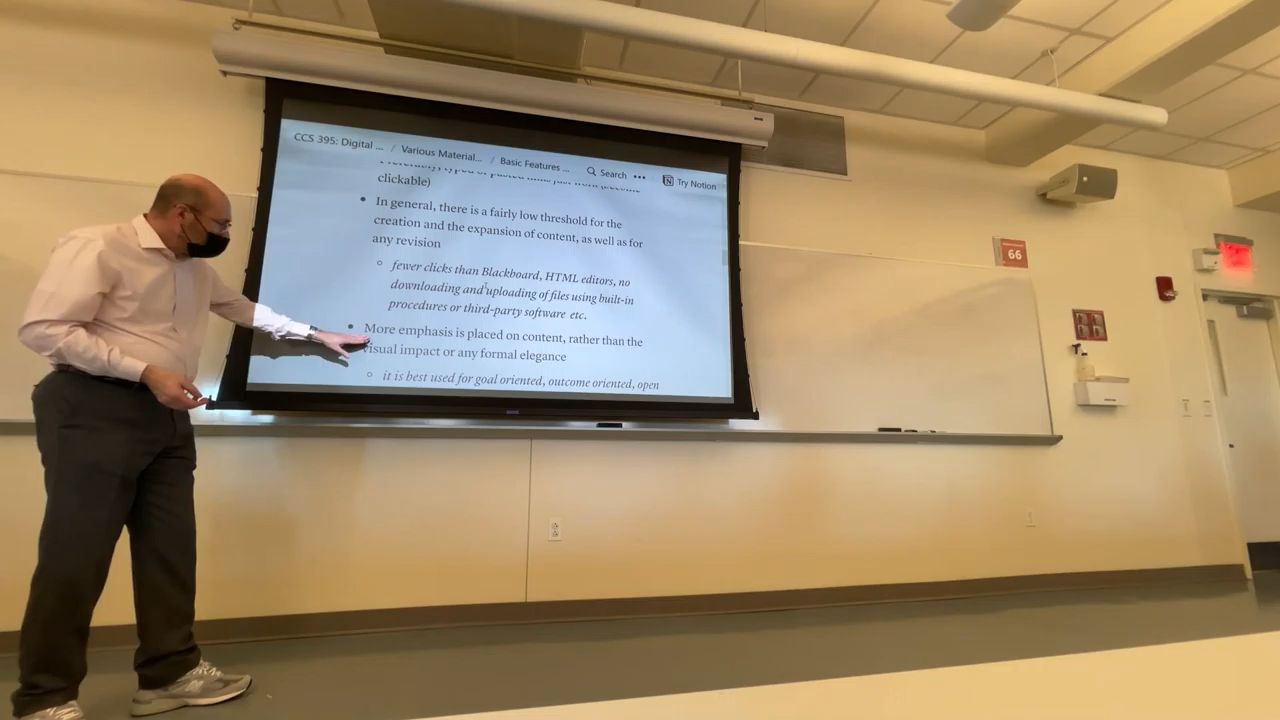 CCS 395: Digital ... / Various Material... / Basic Features ... Search ••• Try Notion
clickable)
• In general, there is a fairly low threshold for the
creation and the expansion of content, as well as for
any revision
◦ fewer clicks than Blackboard, HTML editors, no
downloading and uploading of files using built-in
procedures or third-party software etc.
• More emphasis is placed on content, rather than the
visual impact or any formal elegance
◦ it is best used for goal oriented, outcome oriented, open
66